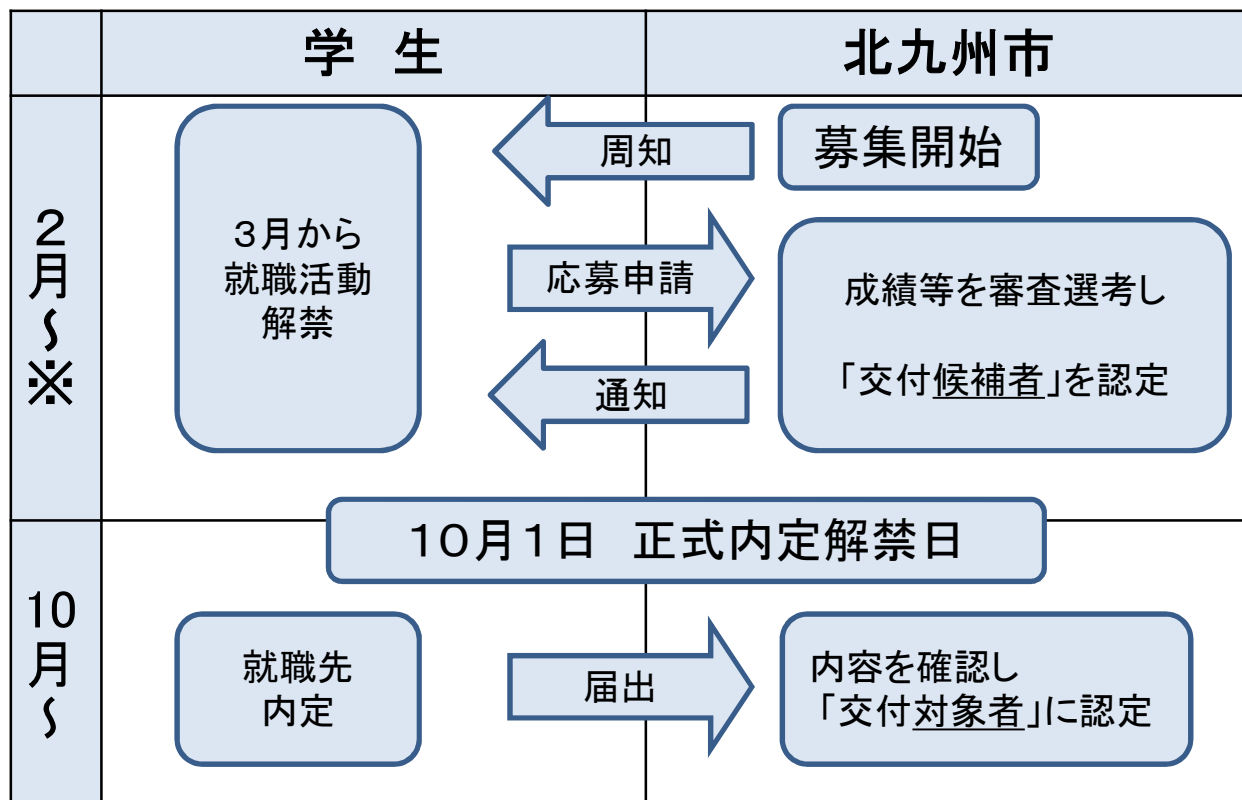 学 生
北九州市
2月～※
周知
募集開始
3月から
就職活動
解禁
応募申請
成績等を審査選考し
「交付候補者」を認定
通知
10月1日 正式内定解禁日
10月～
就職先
内定
届出
内容を確認し
「交付対象者」に認定